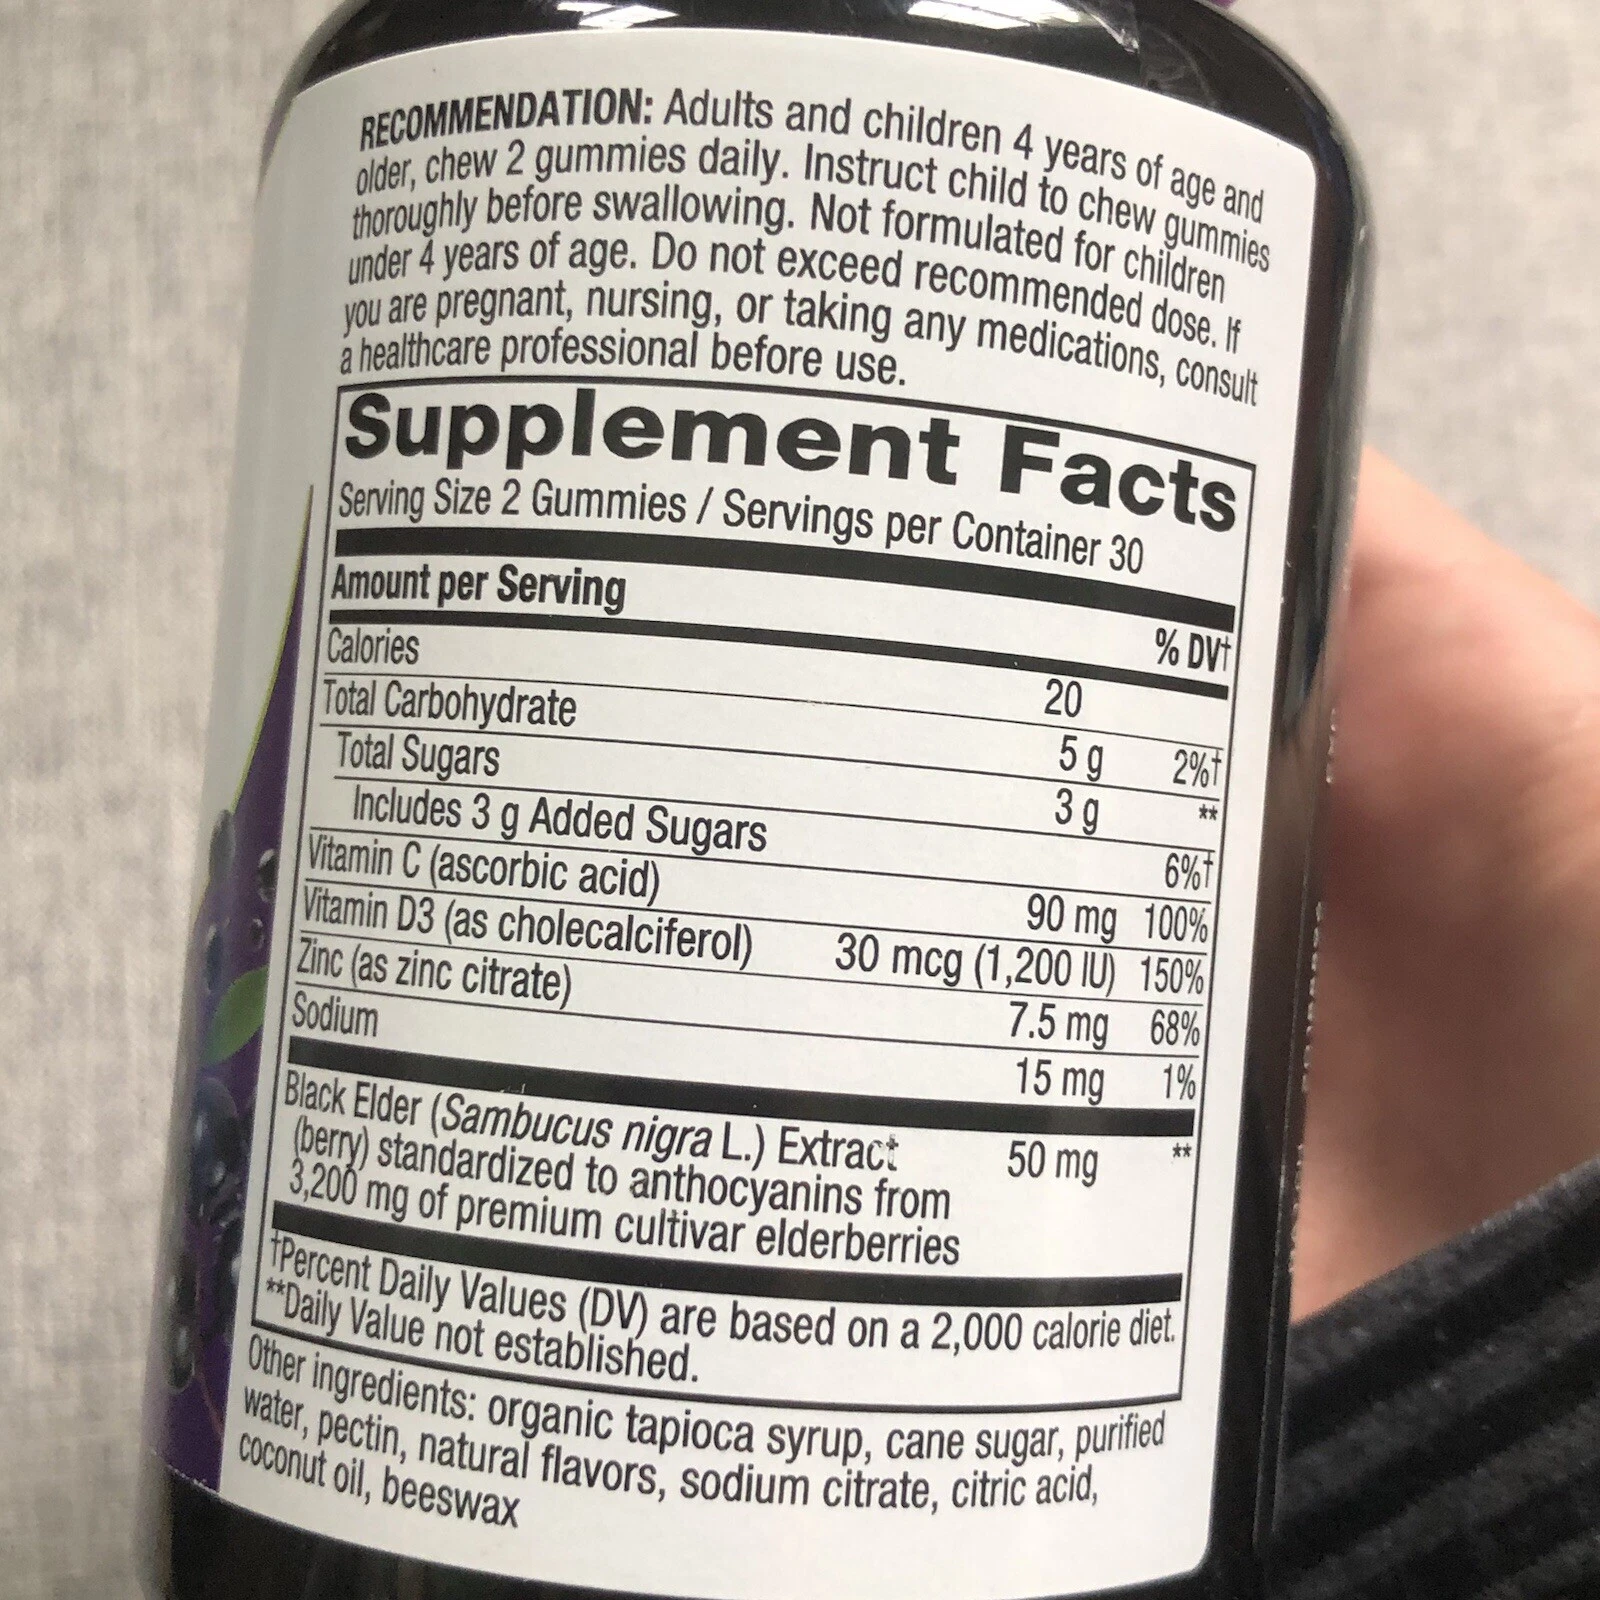 RECOMMENDATION: Adults and children 4 years of age and
older, chew 2 gummies daily. Instruct child to chew gummies
thoroughly before swallowing. Not formulated for children
under 4 years of age. Do not exceed recommended dose. If
you are pregnant, nursing, or taking any medications, consult
a healthcare professional before use.
Supplement Facts
Serving Size 2 Gummies / Servings per Container 30
Amount per Serving % DV†
Calories 20
Total Carbohydrate 5 g 2%†
Total Sugars 3 g **
Includes 3 g Added Sugars 6%†
Vitamin C (ascorbic acid) 90 mg 100%
Vitamin D3 (as cholecalciferol) 30 mcg (1,200 IU) 150%
Zinc (as zinc citrate) 7.5 mg 68%
Sodium 15 mg 1%
Black Elder (Sambucus nigra L.) Extract 50 mg **
(berry) standardized to anthocyanins from
3,200 mg of premium cultivar elderberries
†Percent Daily Values (DV) are based on a 2,000 calorie diet.
**Daily Value not established.
Other ingredients: organic tapioca syrup, cane sugar, purified
water, pectin, natural flavors, sodium citrate, citric acid,
coconut oil, beeswax